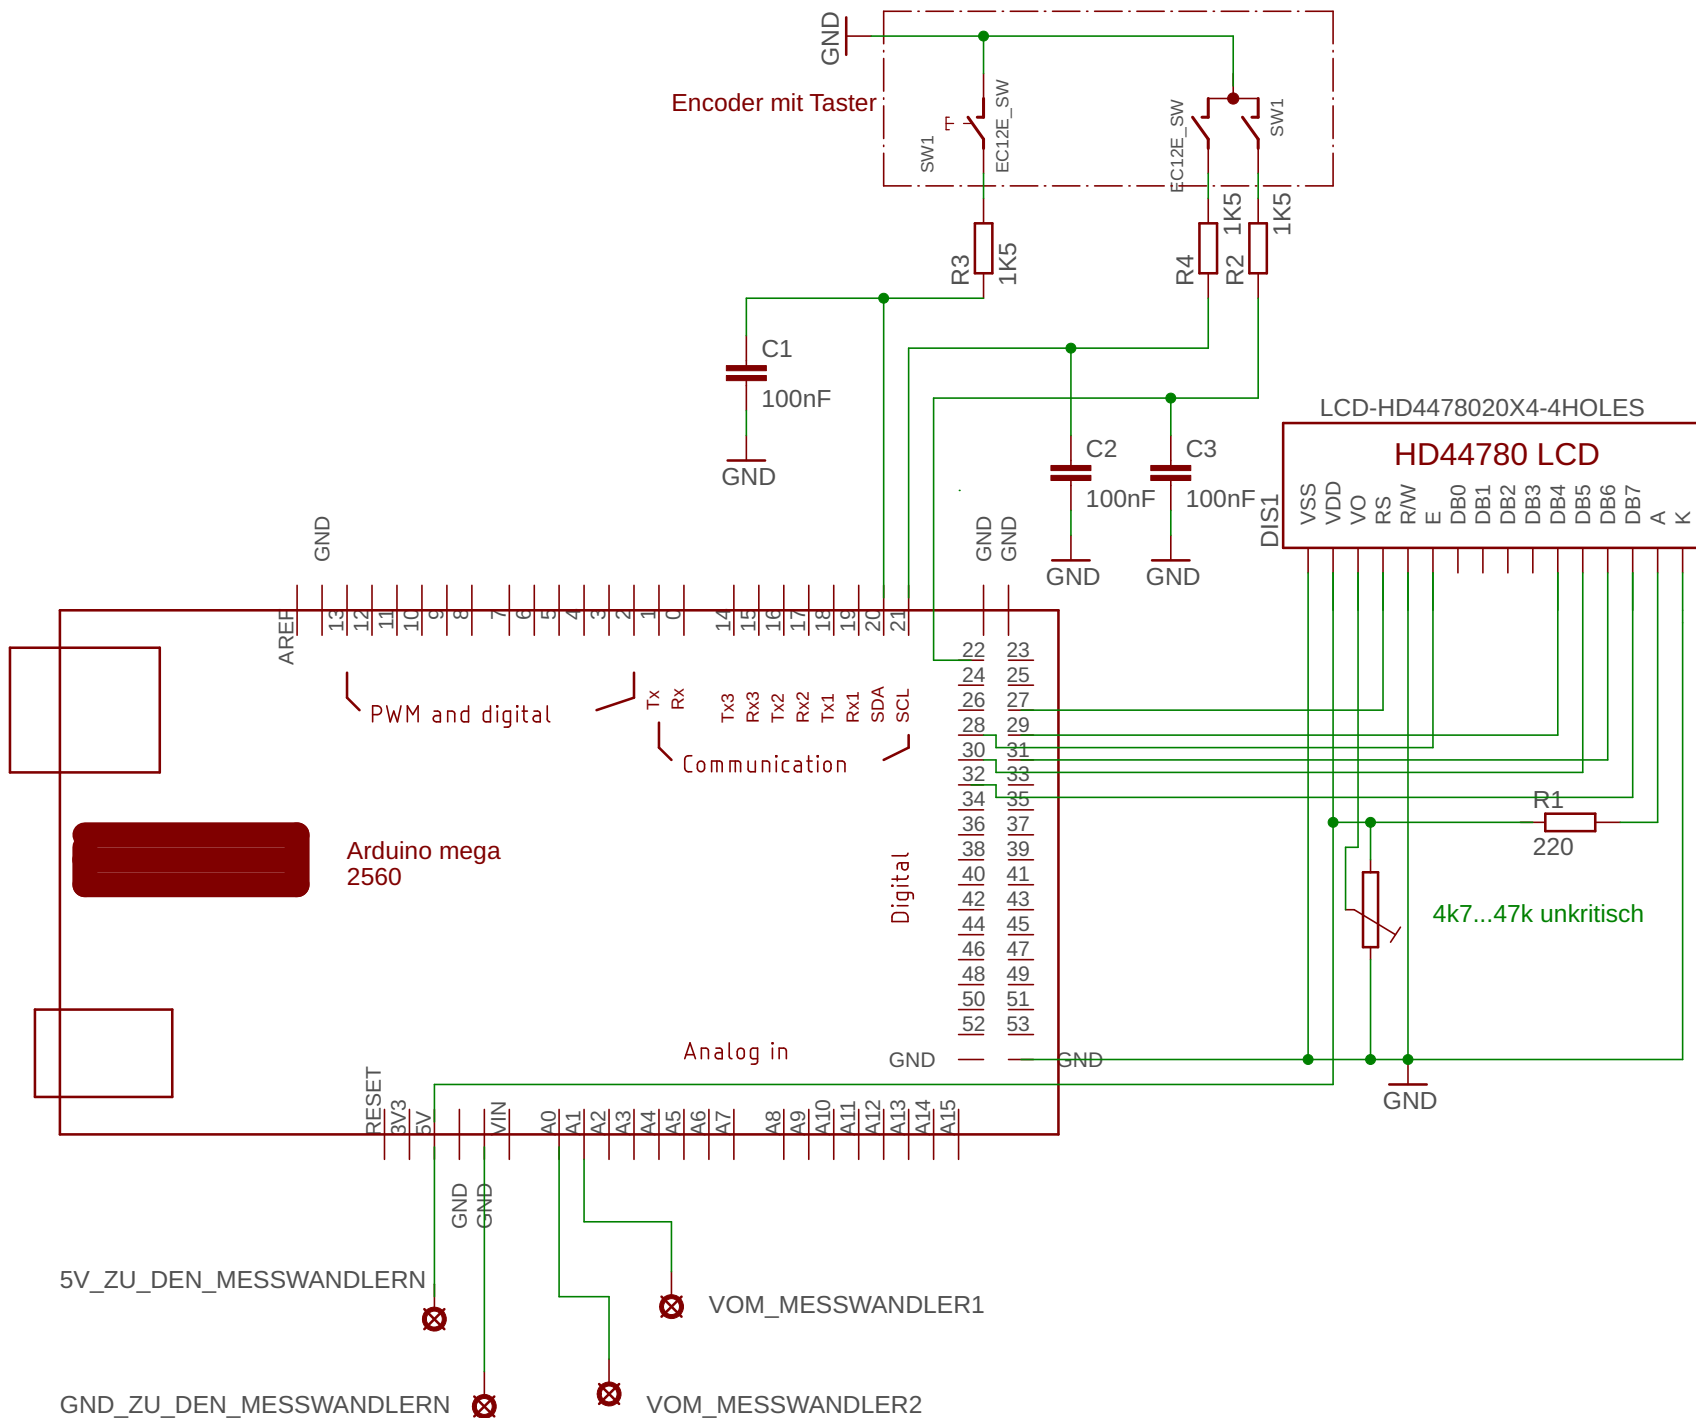 GND
Encoder mit Taster
SW1
EC12E_SW
EC12E_SW
SW1
R3
1K5
R4
1K5
R2
1K5
C1
100nF
GND
C2
100nF
GND
C3
100nF
GND
LCD-HD4478020X4-4HOLES
HD44780 LCD
DIS1
VSS
VDD
VO
RS
R/W
E
DB0
DB1
DB2
DB3
DB4
DB5
DB6
DB7
A
K
GND
GND
GND
AREF
13
12
11
10
9
8
7
6
5
4
3
2
1
0
14
15
16
17
18
19
20
21
Tx
Rx
Tx3
Rx3
Tx2
Rx2
Tx1
Rx1
SDA
SCL
PWM and digital
Communication
22 23
24 25
26 27
28 29
30 31
32 33
34 35
36 37
38 39
40 41
42 43
44 45
46 47
48 49
50 51
52 53
GND GND
Digital
Arduino mega
2560
R1
220
4k7...47k unkritisch
GND
Analog in
RESET
3V3
5V
GND
GND
VIN
A0
A1
A2
A3
A4
A5
A6
A7
A8
A9
A10
A11
A12
A13
A14
A15
5V_ZU_DEN_MESSWANDLERN
VOM_MESSWANDLER1
GND_ZU_DEN_MESSWANDLERN
VOM_MESSWANDLER2